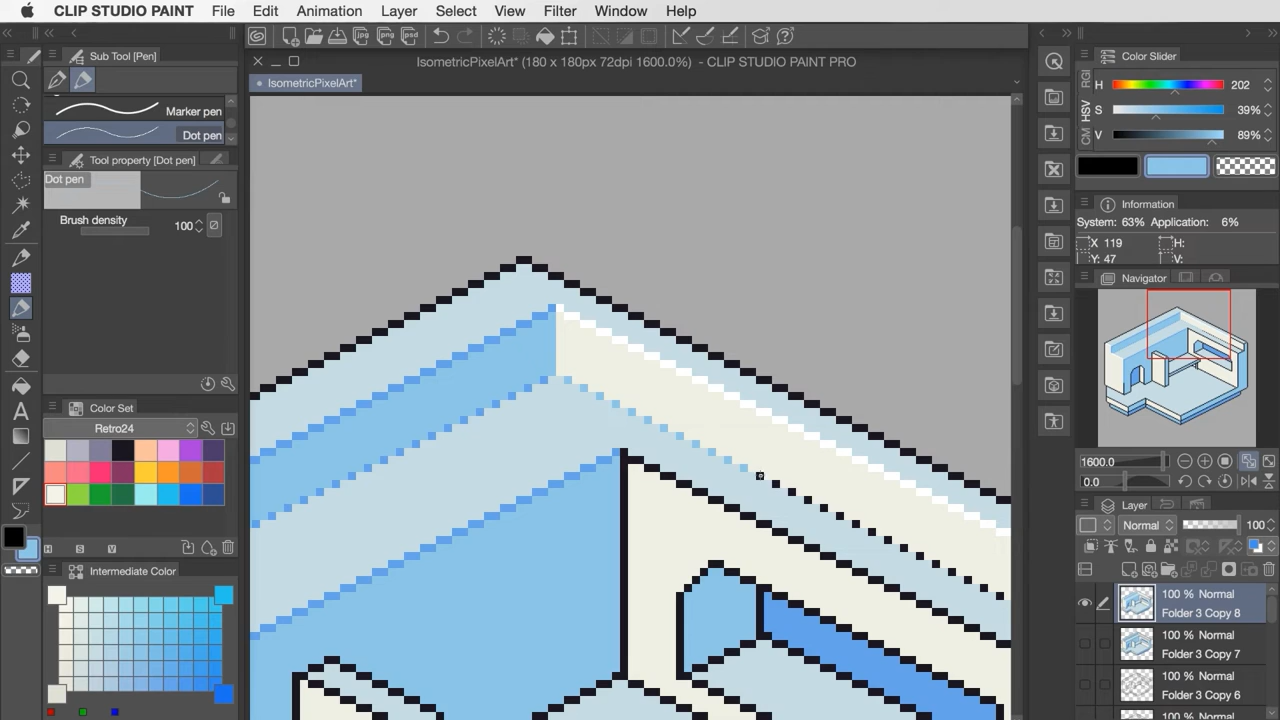 CLIP STUDIO PAINT File Edit Animation Layer Select View Filter Window Help
Sub Tool [Pen]
Marker pen
Dot pen
Tool property [Dot pen]
Dot pen
Brush density 100
Color Set
Retro24
H S V
Intermediate Color
IsometricPixelArt* (180 x 180px 72dpi 1600.0%) - CLIP STUDIO PAINT PRO
IsometricPixelArt*
Color Slider
H 202
S 39%
V 89%
HSV
Information
System: 63% Application: 6%
X 119 H:
Y: 47 V:
Navigator
1600.0
0.0
Layer
Normal 100
100 % Normal
Folder 3 Copy 8
100 % Normal
Folder 3 Copy 7
100 % Normal
Folder 3 Copy 6
100 % Normal